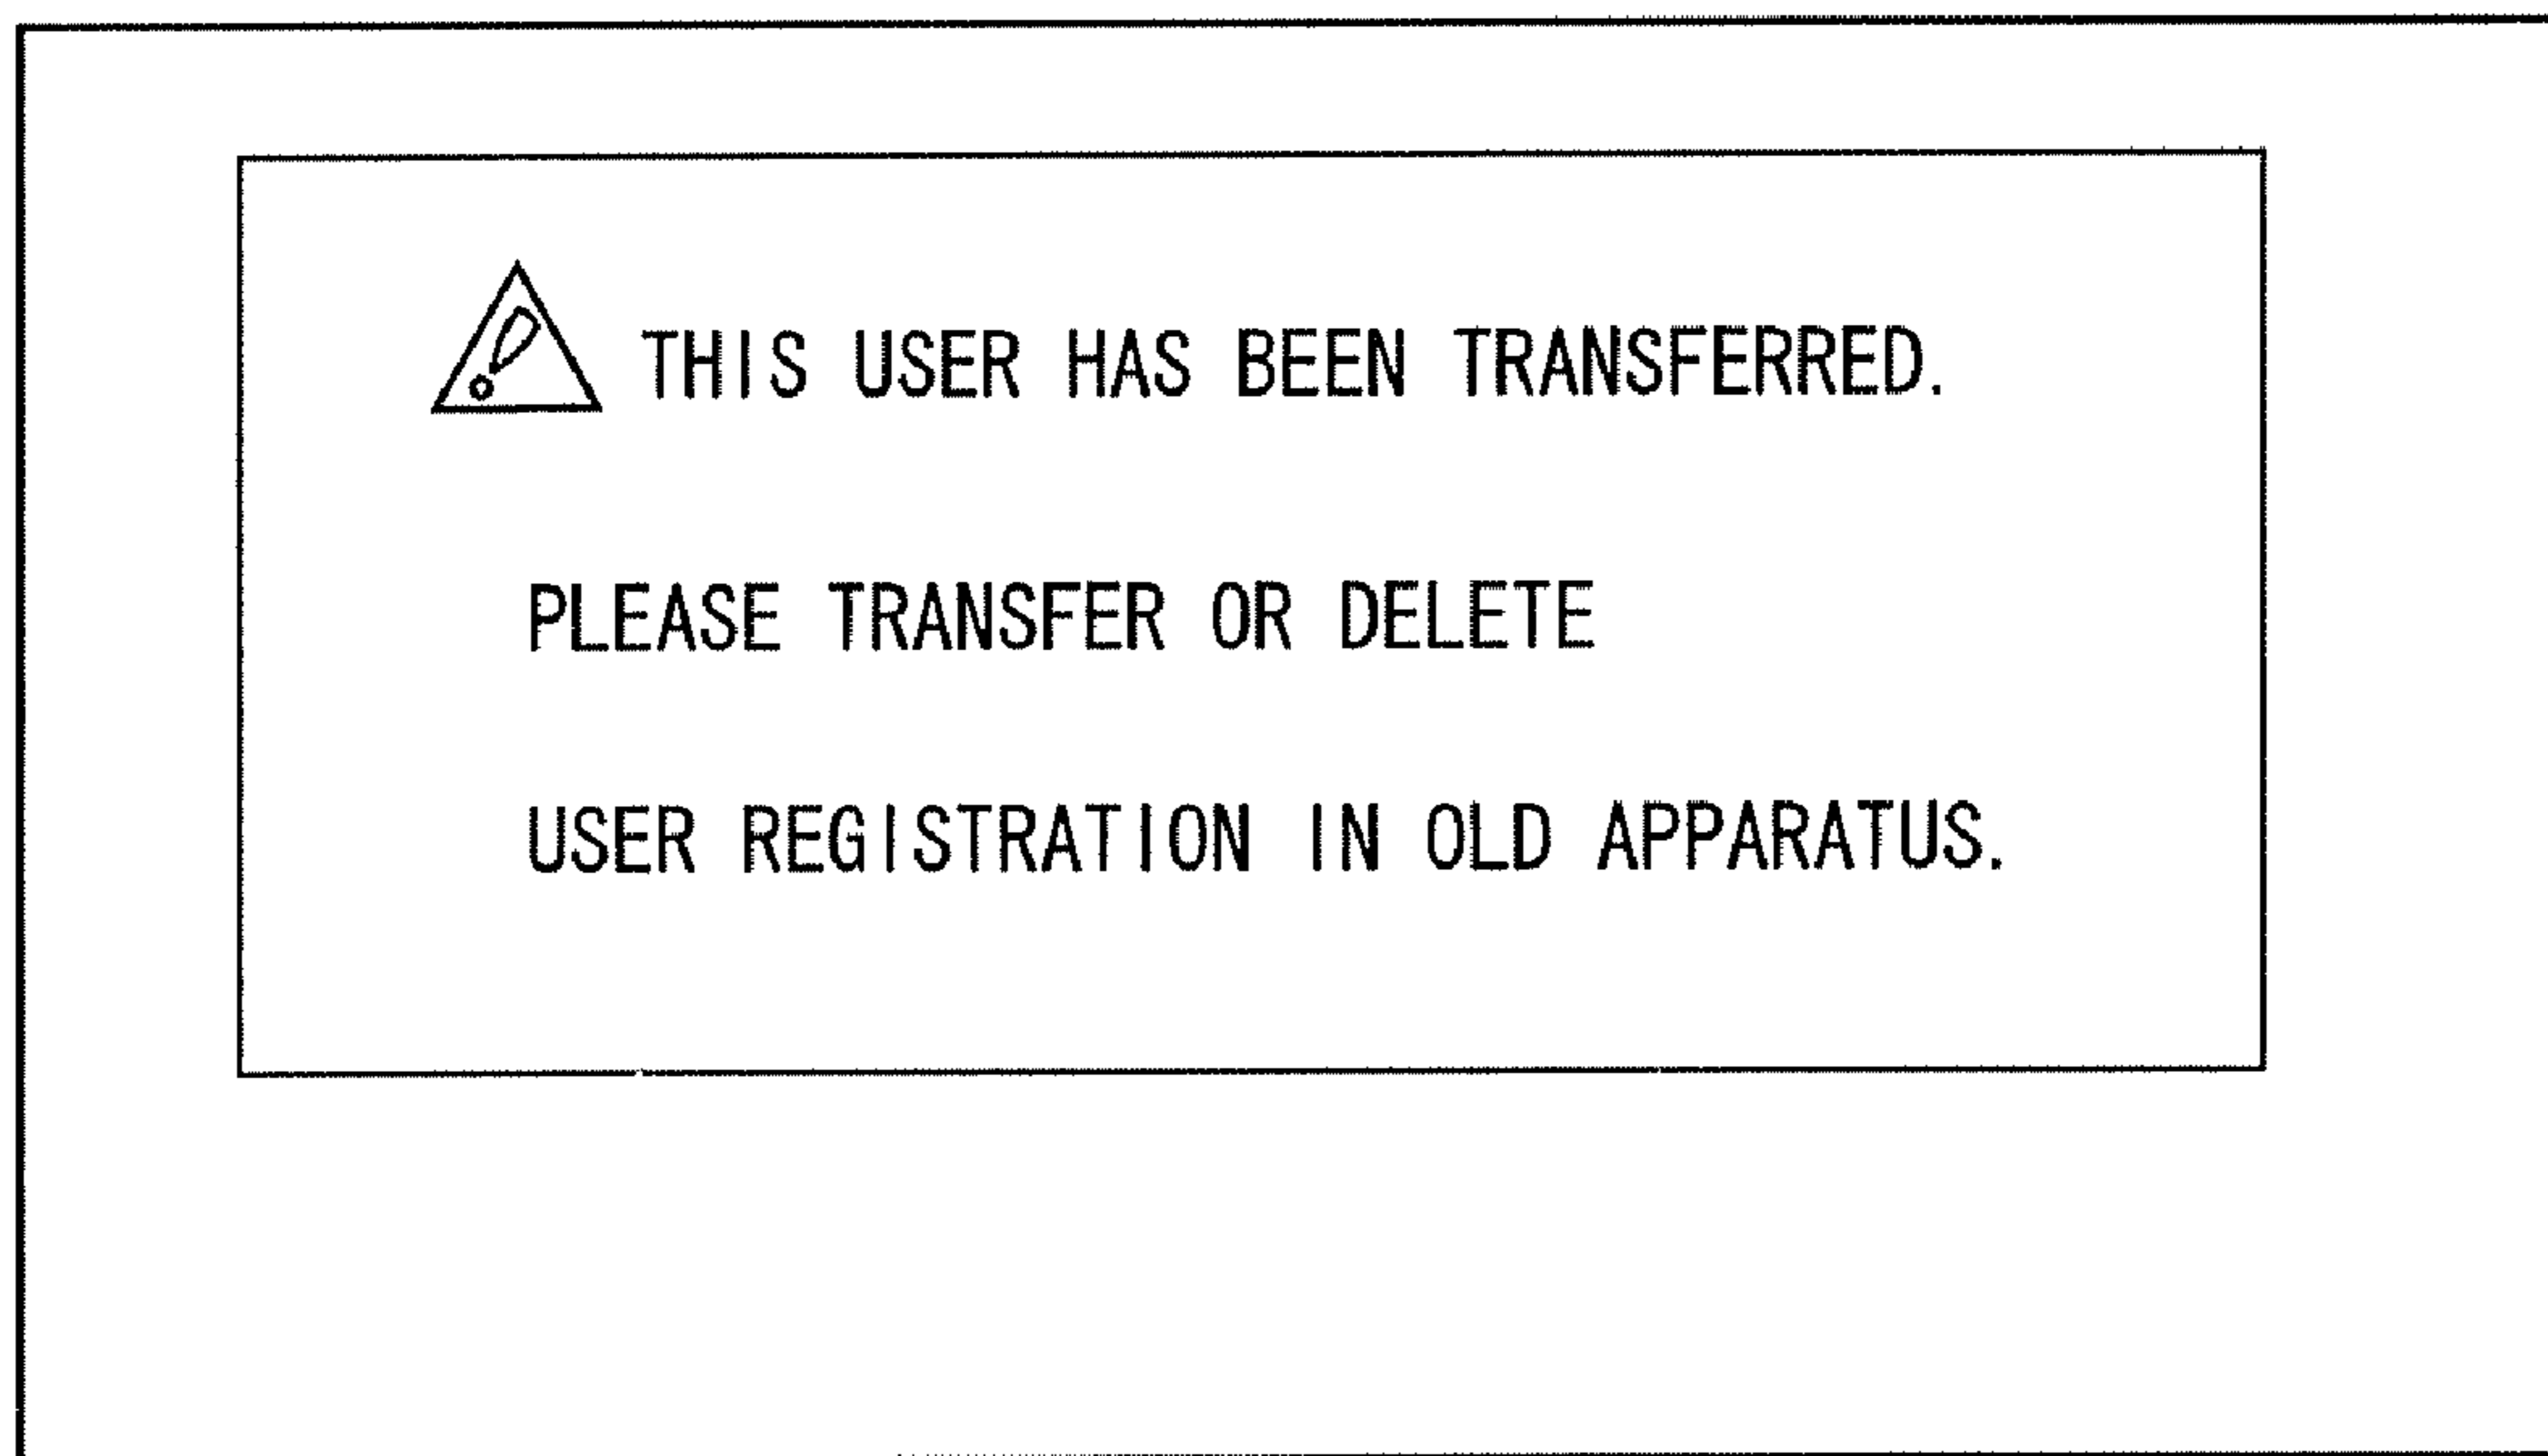 THIS USER HAS BEEN TRANSFERRED.
PLEASE TRANSFER OR DELETE
USER REGISTRATION IN OLD APPARATUS.